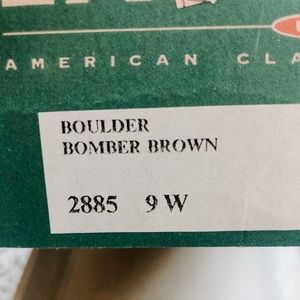 AMERICAN CLA
BOULDER
BOMBER BROWN
2885 9 W